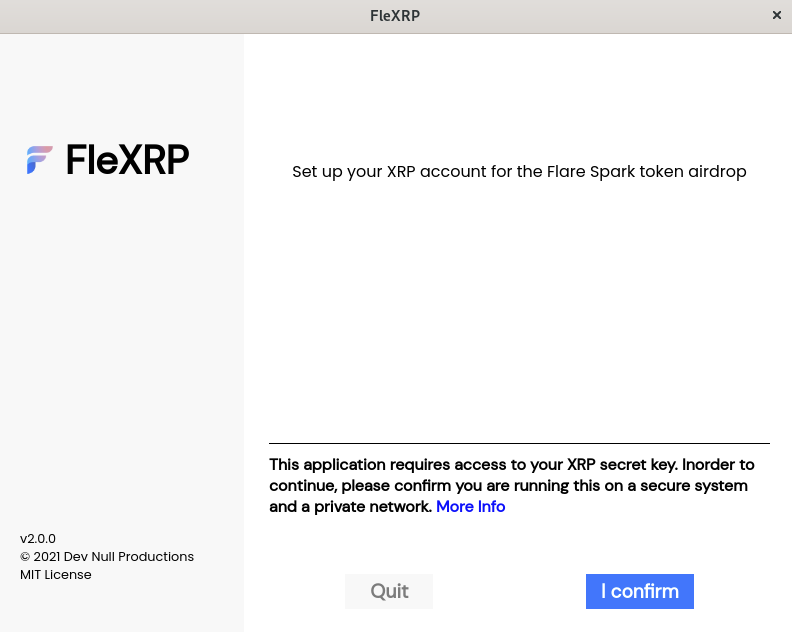 FleXRP
×
FleXRP
Set up your XRP account for the Flare Spark token airdrop
This application requires access to your XRP secret key. Inorder to
continue, please confirm you are running this on a secure system
and a private network. More Info
v2.0.0
© 2021 Dev Null Productions
MIT License
Quit
I confirm